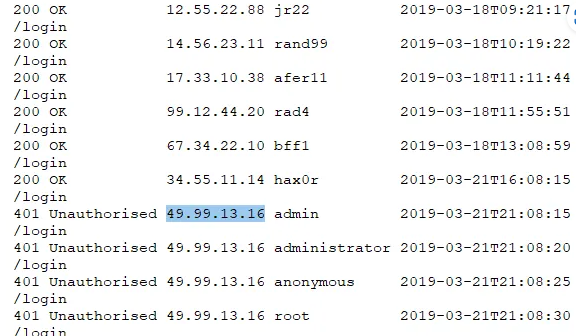 200 OK 12.55.22.88 jr22 2019-03-18T09:21:17
/login
200 OK 14.56.23.11 rand99 2019-03-18T10:19:22
/login
200 OK 17.33.10.38 afer11 2019-03-18T11:11:44
/login
200 OK 99.12.44.20 rad4 2019-03-18T11:55:51
/login
200 OK 67.34.22.10 bff1 2019-03-18T13:08:59
/login
200 OK 34.55.11.14 hax0r 2019-03-21T16:08:15
/login
401 Unauthorised 49.99.13.16 admin 2019-03-21T21:08:15
/login
401 Unauthorised 49.99.13.16 administrator 2019-03-21T21:08:20
/login
401 Unauthorised 49.99.13.16 anonymous 2019-03-21T21:08:25
/login
401 Unauthorised 49.99.13.16 root 2019-03-21T21:08:30
/login